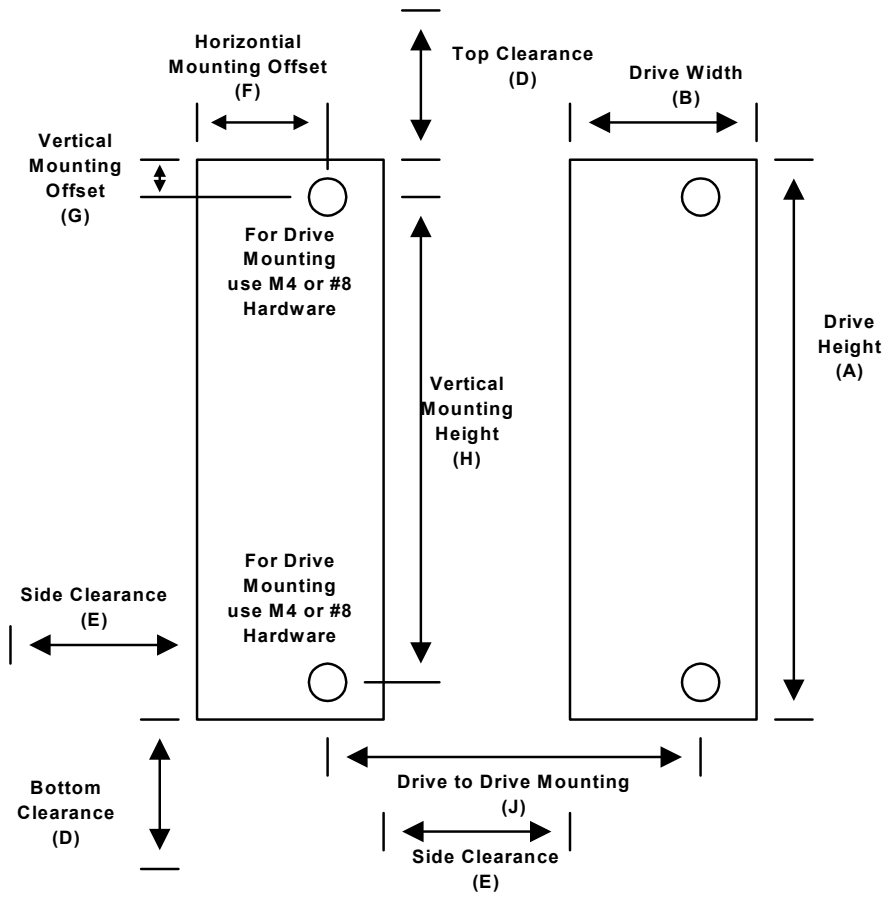 Horizontial
Mounting Offset
(F)
Top Clearance
(D)
Drive Width
(B)
Vertical
Mounting
Offset
(G)
For Drive
Mounting
use M4 or #8
Hardware
Drive
Height
(A)
Vertical
Mounting
Height
(H)
For Drive
Mounting
use M4 or #8
Hardware
Side Clearance
(E)
Bottom
Clearance
(D)
Drive to Drive Mounting
(J)
Side Clearance
(E)